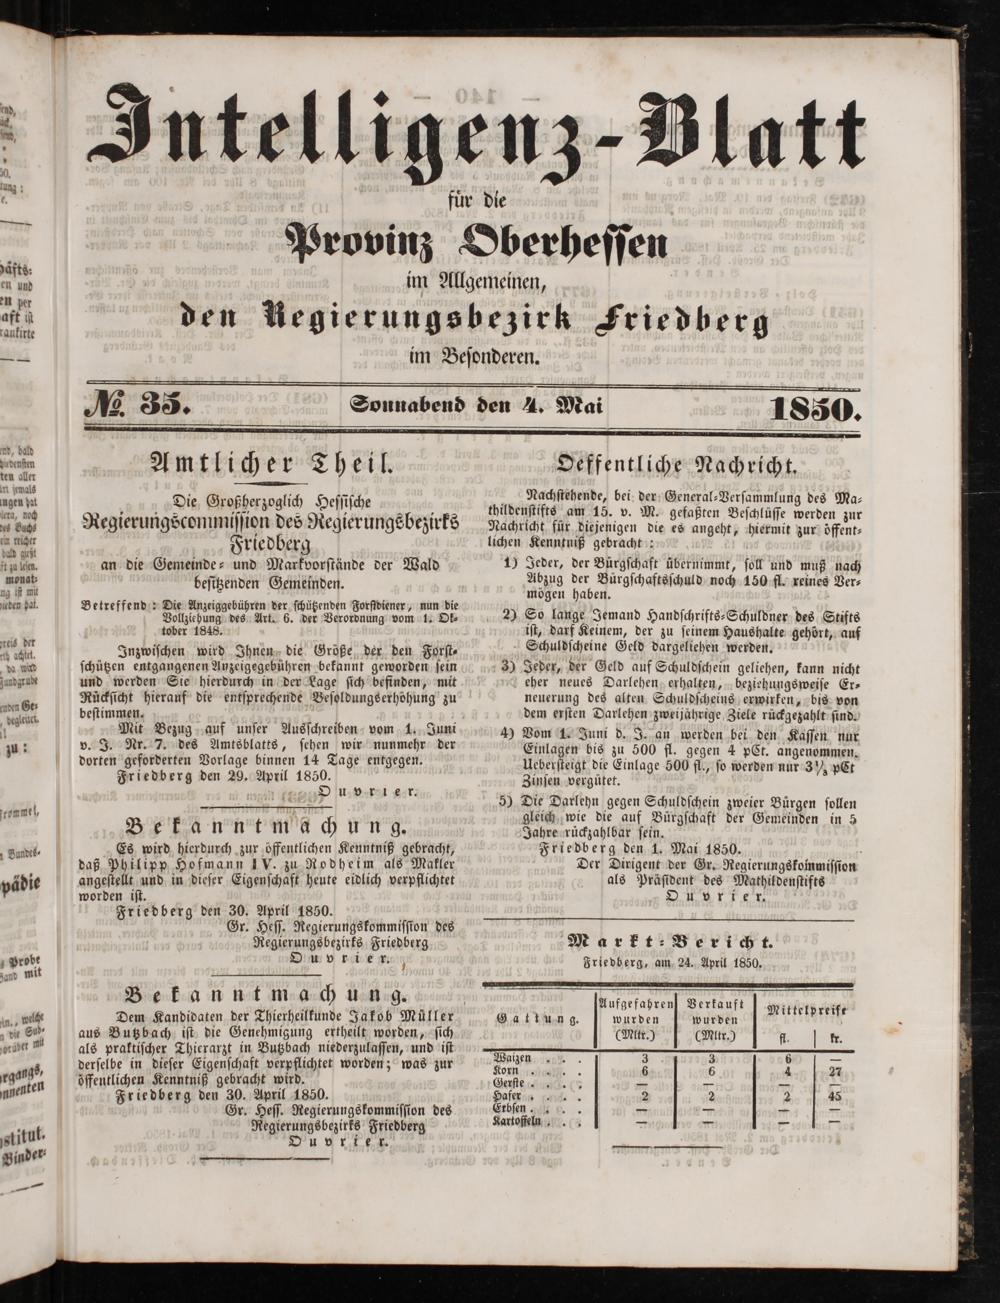 Intelligenz-Blatt
für die
Provinz Oberhessen
im Allgemeinen,
den Regierungsbezirk Friedberg
im Besonderen.
No. 35.
Sonnabend den 4. Mai
1850.
Amtlicher Theil.
Die Großherzoglich Hessische
Regierungscommission des Regierungsbezirks
Friedberg
an die Gemeinde- und Markvorstände der Wald
besitzenden Gemeinden.
Betreffend: Die Anzeiggebühren der schützenden Forstdiener, nun die
Vollziehung des Art. 6. der Verordnung vom 1. Ok-
tober 1848.
Inzwischen wird Ihnen die Größe der den Forst-
schützen entgangenen Anzeigegebühren bekannt geworden sein
und werden Sie hierdurch in der Lage sich befinden, mit
Rücksicht hierauf die entsprechende Besoldungserhöhung zu
bestimmen.
Mit Bezug auf unser Ausschreiben vom 1. Juni
v. J. Nr. 7. des Amtsblatts, sehen wir nunmehr der
dorten geforderten Vorlage binnen 14 Tage entgegen.
Friedberg den 29. April 1850.
Ouvrier.
Bekanntmachung.
Es wird hierdurch zur öffentlichen Kenntniß gebracht,
daß Philipp Hofmann IV. zu Rodheim als Makler
angestellt und in dieser Eigenschaft heute eidlich verpflichtet
worden ist.
Friedberg den 30. April 1850.
Gr. Hess. Regierungskommission des
Regierungsbezirks Friedberg
Ouvrier.
Bekanntmachung.
Dem Kandidaten der Thierheilkunde Jakob Müller
aus Butzbach ist die Genehmigung ertheilt worden, sich
als praktischer Thierarzt in Butzbach niederzulassen, und ist
derselbe in dieser Eigenschaft verpflichtet worden; was zur
öffentlichen Kenntniß gebracht wird.
Friedberg den 30. April 1850.
Gr. Hess. Regierungskommission des
Regierungsbezirks Friedberg
Ouvrier.
Oeffentliche Nachricht.
Nachstehende, bei der General-Versammlung des Ma-
thildenstifts am 15. v. M. gefaßten Beschlüsse werden zur
Nachricht für diejenigen die es angeht, hiermit zur öffent-
lichen Kenntniß gebracht:
1) Jeder, der Bürgschaft übernimmt, soll und muß nach
Abzug der Bürgschaftsschuld noch 150 fl. reines Ver-
mögen haben.
2) So lange Jemand Handschrifts-Schuldner des Stifts
ist, darf Keinem, der zu seinem Haushalte gehört, auf
Schuldscheine Geld dargeliehen werden.
3) Jeder, der Geld auf Schuldschein geliehen, kann nicht
eher neues Darlehen erhalten, beziehungsweise Er-
neuerung des alten Schuldscheins erwirken, bis von
dem ersten Darlehen zweijährige Ziele rückgezahlt sind.
4) Vom 1. Juni d. J. an werden bei den Kassen nur
Einlagen bis zu 500 fl. gegen 4 pCt. angenommen.
Uebersteigt die Einlage 500 fl., so werden nur 3 1/2 pCt
Zinsen vergütet.
5) Die Darlehn gegen Schuldschein zweier Bürgen sollen
gleich wie die auf Bürgschaft der Gemeinden in 5
Jahre rückzahlbar sein.
Friedberg den 1. Mai 1850.
Der Dirigent der Gr. Regierungskommission
als Präsident des Mathildenstifts
Ouvrier.
Markt-Bericht.
Friedberg, am 24. April 1850.
Gattung. Aufgefahren wurden (Mltr.) Verkauft wurden (Mltr.) Mittelpreise fl. kr.
Waizen . . . 3 3 6 —
Korn . . . . 6 6 4 27
Gerste . . . . — — — —
Hafer . . . . 2 2 2 45
Erbsen . . . . — — — —
Kartoffeln . . . — — — —